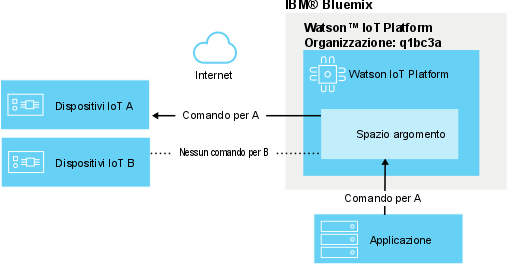 IBM® Bluemix
Watson™ IoT Platform
Organizzazione: q1bc3a
Internet
Watson IoT Platform
Dispositivi IoT A
Comando per A
Spazio argomento
Dispositivi IoT B
Nessun comando per B
Comando per A
Applicazione